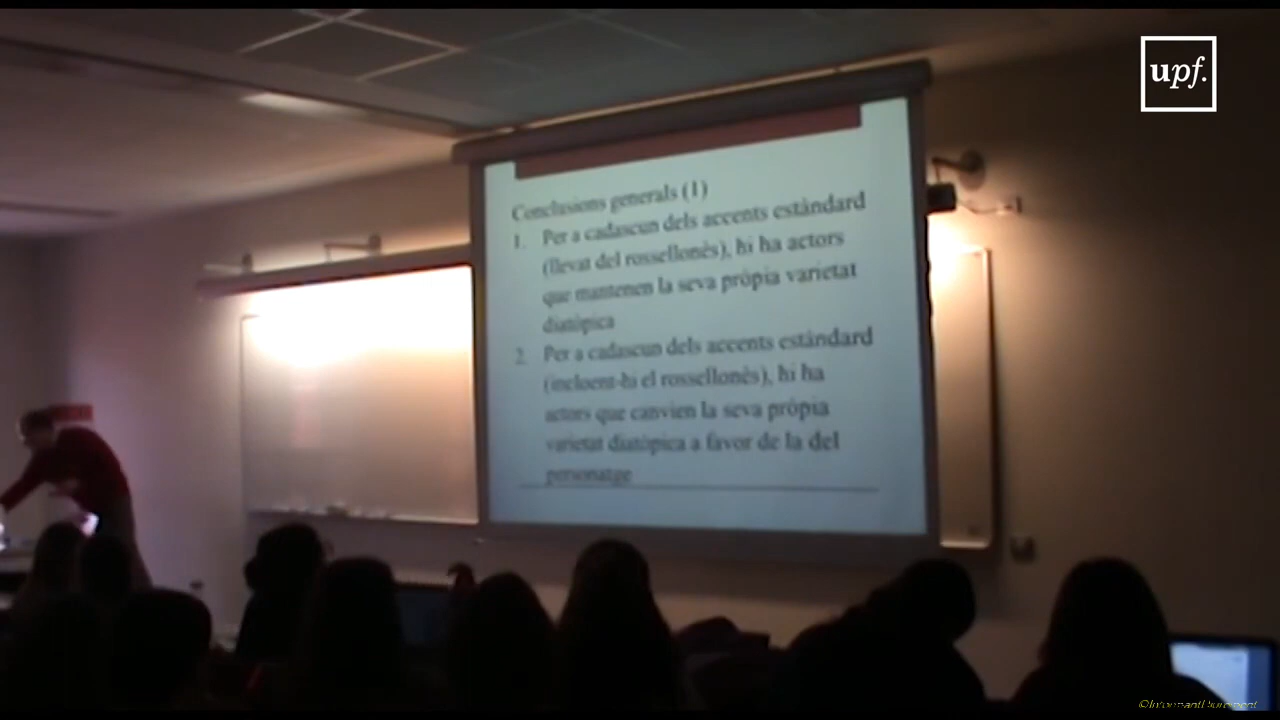 upf.
Conclusions generals (1)
1. Per a cadascun dels accents estàndard
(llevat del rossellonès), hi ha actors
que mantenen la seva pròpia varietat
diatòpica
2. Per a cadascun dels accents estàndard
(incloent-hi el rossellonès), hi ha
actors que canvien la seva pròpia
varietat diatòpica a favor de la del
personatge